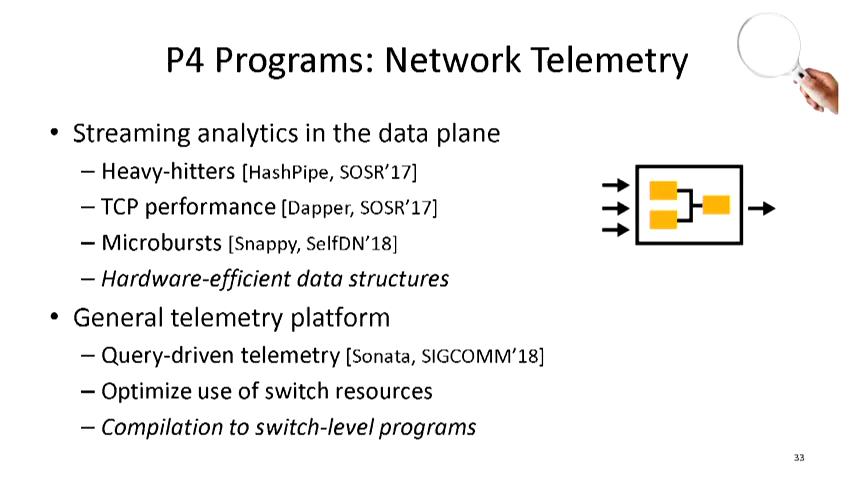 P4 Programs: Network Telemetry
• Streaming analytics in the data plane
– Heavy-hitters [HashPipe, SOSR’17]
– TCP performance [Dapper, SOSR’17]
– Microbursts [Snappy, SelfDN’18]
– Hardware-efficient data structures
• General telemetry platform
– Query-driven telemetry [Sonata, SIGCOMM’18]
– Optimize use of switch resources
– Compilation to switch-level programs
33